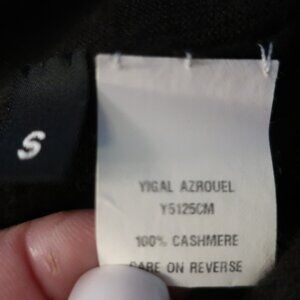 S
YIGAL AZROUEL
Y5125CM
100% CASHMERE
CARE ON REVERSE